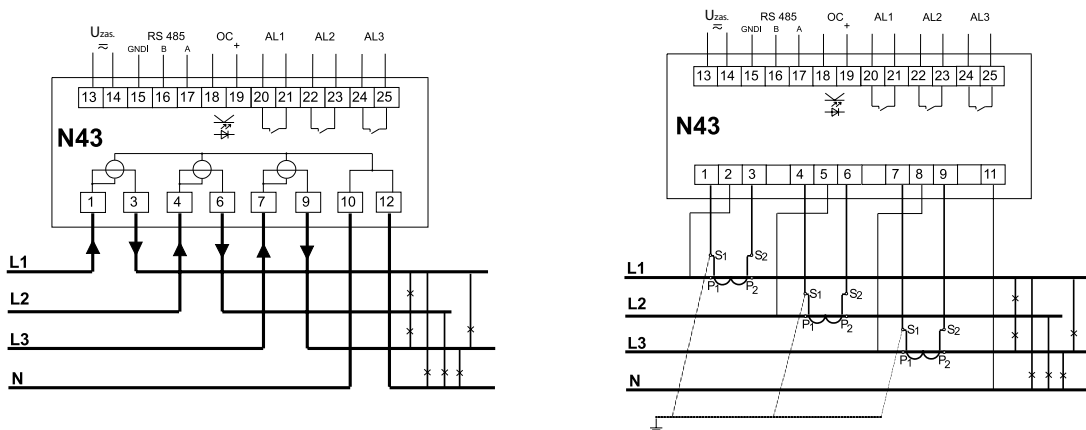 Uzas. RS 485 OC AL1 AL2 AL3
≂ GNDI B A +
13 14 15 16 17 18 19 20 21 22 23 24 25
N43
1 3 4 6 7 9 10 12
L1
L2
L3
N
Uzas. RS 485 OC AL1 AL2 AL3
≂ GNDI B A +
13 14 15 16 17 18 19 20 21 22 23 24 25
N43
1 2 3 4 5 6 7 8 9 11
S1 S2
L1 P1 P2
S1 S2
L2 P1 P2
S1 S2
L3 P1 P2
N